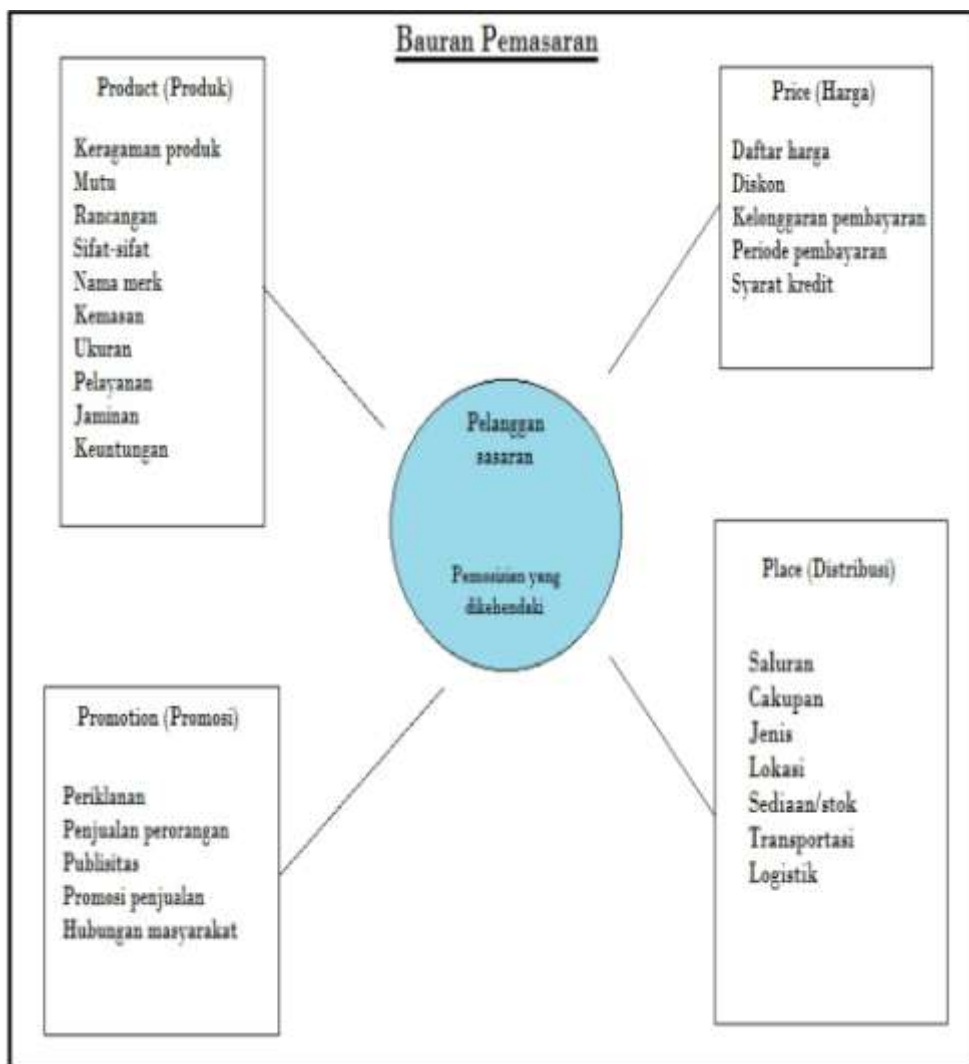 Bauran Pemasaran
Product (Produk)
Keragaman produk
Mutu
Rancangan
Sifat-sifat
Nama merk
Kemasan
Ukuran
Pelayanan
Jaminan
Keuntungan
Price (Harga)
Daftar harga
Diskon
Kelonggaran pembayaran
Periode pembayaran
Syarat kredit
Pelanggan
sasaran
Pemosisian yang
dikehendaki
Promotion (Promosi)
Periklanan
Penjualan perorangan
Publisitas
Promosi penjualan
Hubungan masyarakat
Place (Distribusi)
Saluran
Cakupan
Jenis
Lokasi
Sediaan/stok
Transportasi
Logistik